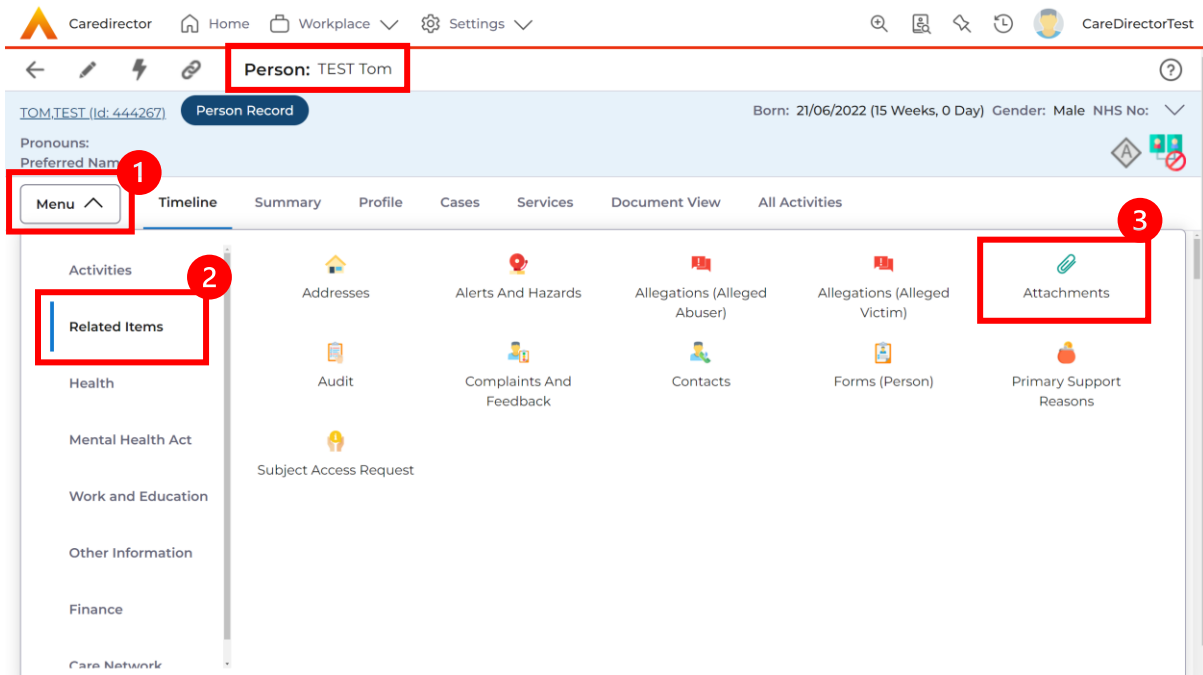 Caredirector Home Workplace Settings CareDirectorTest
Person: TEST Tom
TOM,TEST (Id: 444267) Person Record Born: 21/06/2022 (15 Weeks, 0 Day) Gender: Male NHS No:
Pronouns:
Preferred Nam
A
1
Menu Timeline Summary Profile Cases Services Document View All Activities
3
Activities
2
Related Items
Health
Mental Health Act
Work and Education
Other Information
Finance
Care Network
Addresses
Alerts And Hazards
Allegations (Alleged
Abuser)
Allegations (Alleged
Victim)
Attachments
Audit
Complaints And
Feedback
Contacts
Forms (Person)
Primary Support
Reasons
Subject Access Request